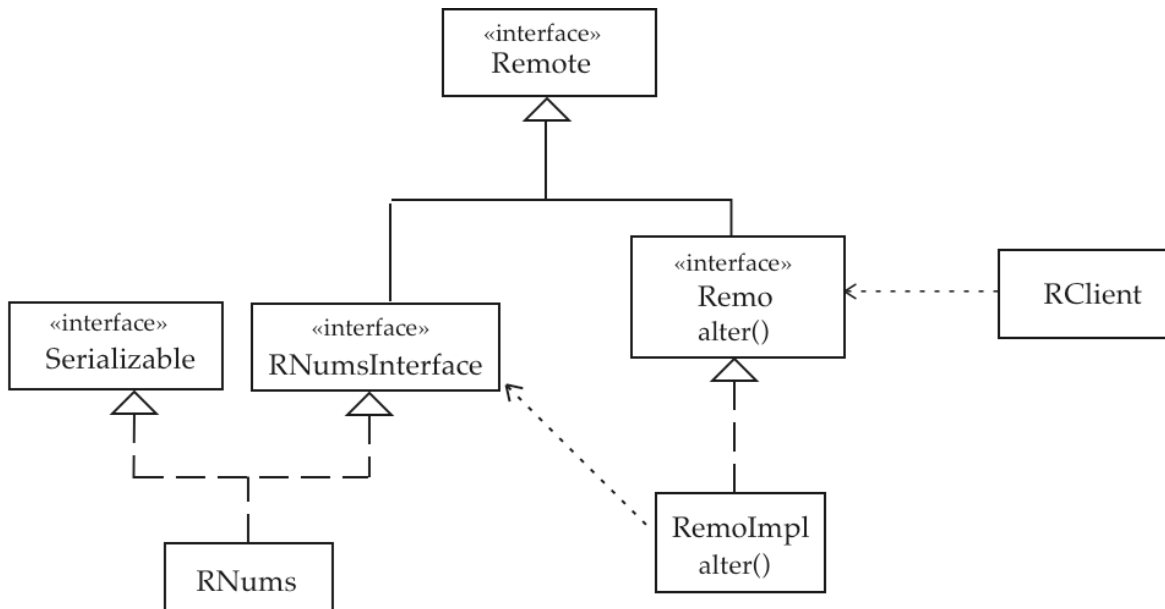 «interface»
Remote
«interface»
Remo
alter()
RClient
«interface»
Serializable
«interface»
RNumsInterface
RemoImpl
alter()
RNums